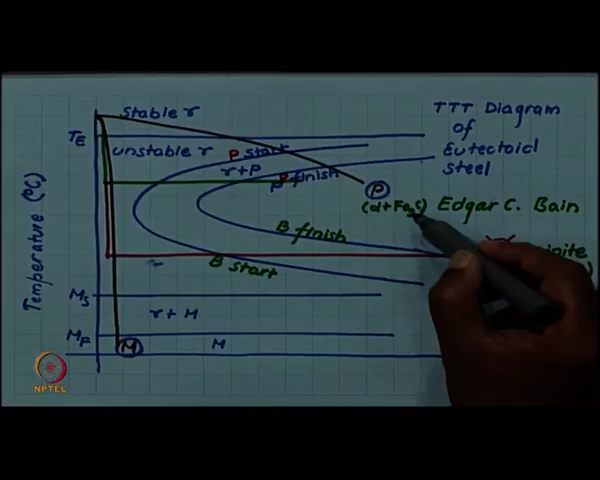 Stable γ
TTT Diagram
of
Eutectoid
Steel
TE
unstable γ
P start
γ+P
P finish
P
(α+Fe3C)
Edgar C. Bain
B finish
B start
Temperature (°C)
MS
γ+M
MF
M
M
NPTEL